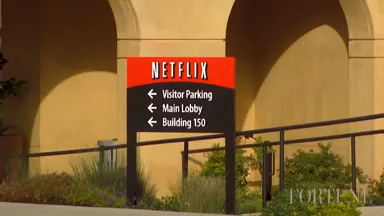 NETFLIX
← Visitor Parking
← Main Lobby
← Building 150
FORTUNE